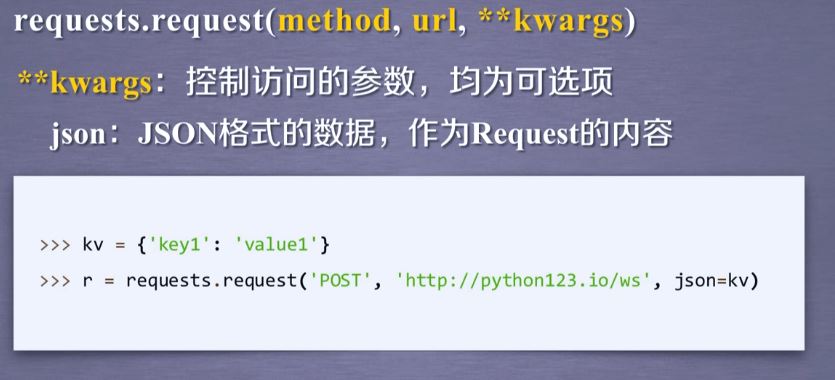 requests.request(method, url, **kwargs)
**kwargs：控制访问的参数，均为可选项
json：JSON格式的数据，作为Request的内容
>>> kv = {'key1': 'value1'}
>>> r = requests.request('POST', 'http://python123.io/ws', json=kv)